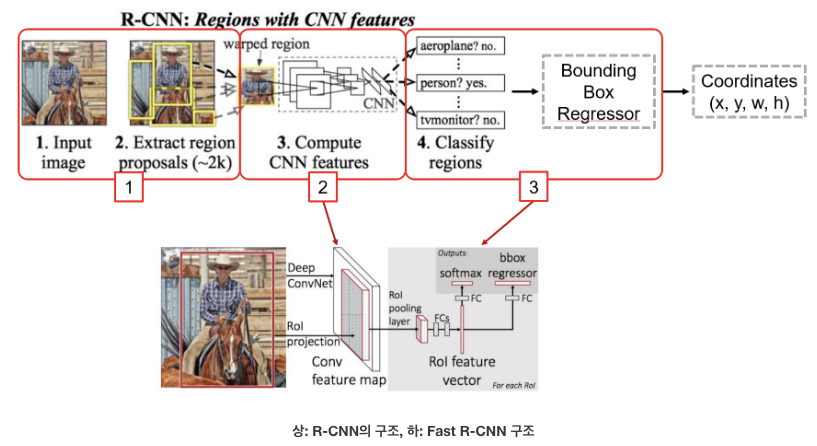 R-CNN: Regions with CNN features
warped region
aeroplane? no.
person? yes.
tvmonitor? no.
CNN
1. Input
image
2. Extract region
proposals (~2k)
3. Compute
CNN features
4. Classify
regions
Bounding
Box
Regressor
Coordinates
(x, y, w, h)
1
2
3
Deep
ConvNet
RoI
projection
Conv
feature map
RoI
pooling
layer
FCs
RoI feature
vector
Outputs:
softmax
bbox
regressor
FC
FC
For each RoI
상: R-CNN의 구조, 하: Fast R-CNN 구조